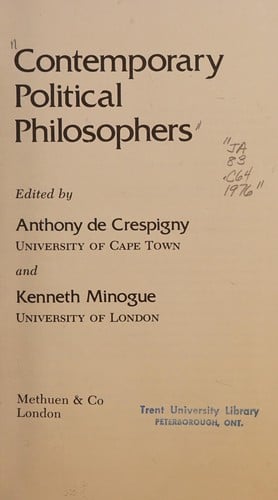 "Contemporary
Political
Philosophers"
"JA
83
.C64
1976"
Edited by
Anthony de Crespigny
UNIVERSITY OF CAPE TOWN
and
Kenneth Minogue
UNIVERSITY OF LONDON
Methuen & Co
London
Trent University Library
PETERBOROUGH, ONT.